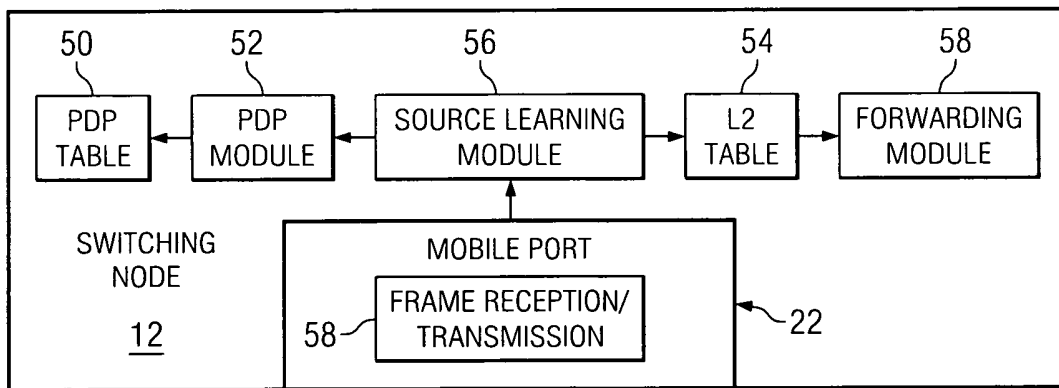 50
52
56
54
58
PDP
TABLE
PDP
MODULE
SOURCE LEARNING
MODULE
L2
TABLE
FORWARDING
MODULE
SWITCHING
NODE
12
MOBILE PORT
FRAME RECEPTION/
TRANSMISSION
58
22